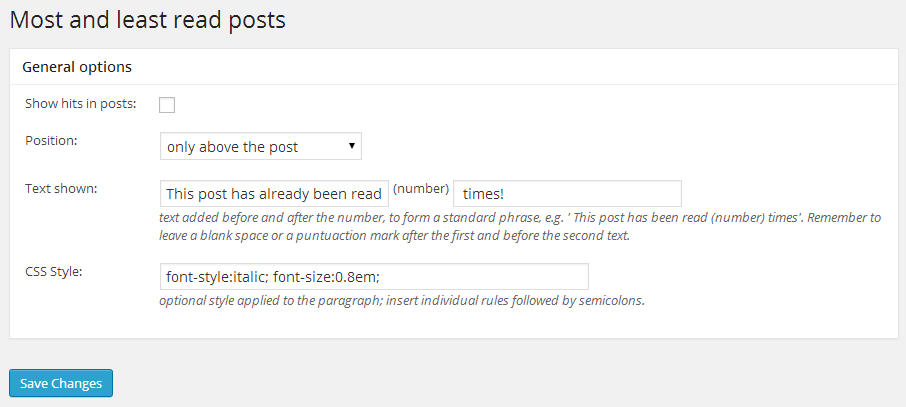 Most and least read posts
General options
Show hits in posts:
Position:
only above the post
Text shown:
This post has already been read (number) times!
text added before and after the number, to form a standard phrase, e.g. ' This post has been read (number) times'. Remember to
leave a blank space or a puntuaction mark after the first and before the second text.
CSS Style:
font-style:italic; font-size:0.8em;
optional style applied to the paragraph; insert individual rules followed by semicolons.
Save Changes